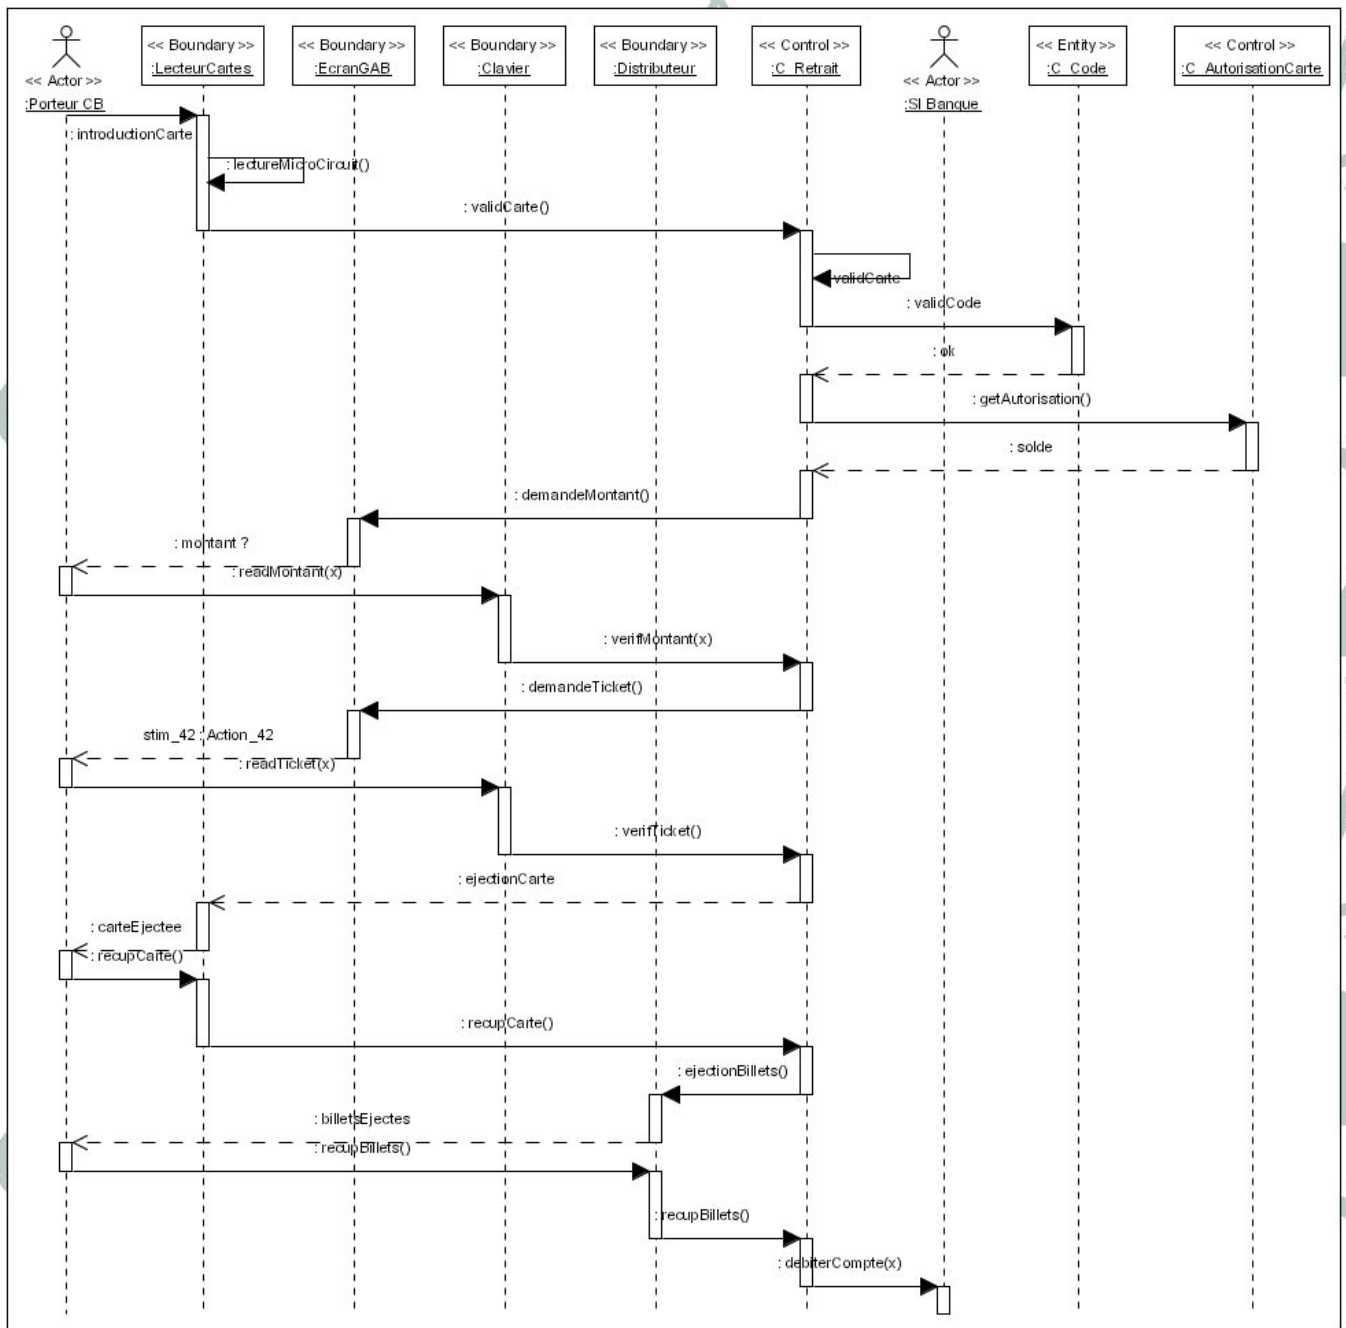 << Boundary >> << Boundary >> << Boundary >> << Boundary >> << Control >> << Entity >> << Control >>
:LecteurCartes :EcranGAB :Clavier :Distributeur :C_Retrait :C_Code :C_AutorisationCarte
<< Actor >> << Actor >>
:Porteur CB :SI Banque
: introductionCarte
: lectureMicroCircuit()
: validCarte()
validCarte
: validCode
: ok
: getAutorisation()
: solde
: demandeMontant()
: montant ?
: readMontant(x)
: verifMontant(x)
: demandeTicket()
stim_42 : Action_42
: readTicket(x)
: verifTicket()
: ejectionCarte
: carteEjectee
: recupCarte()
: recupCarte()
: ejectionBillets()
: billetsEjectes
: recupBillets()
: recupBillets()
: debiterCompte(x)